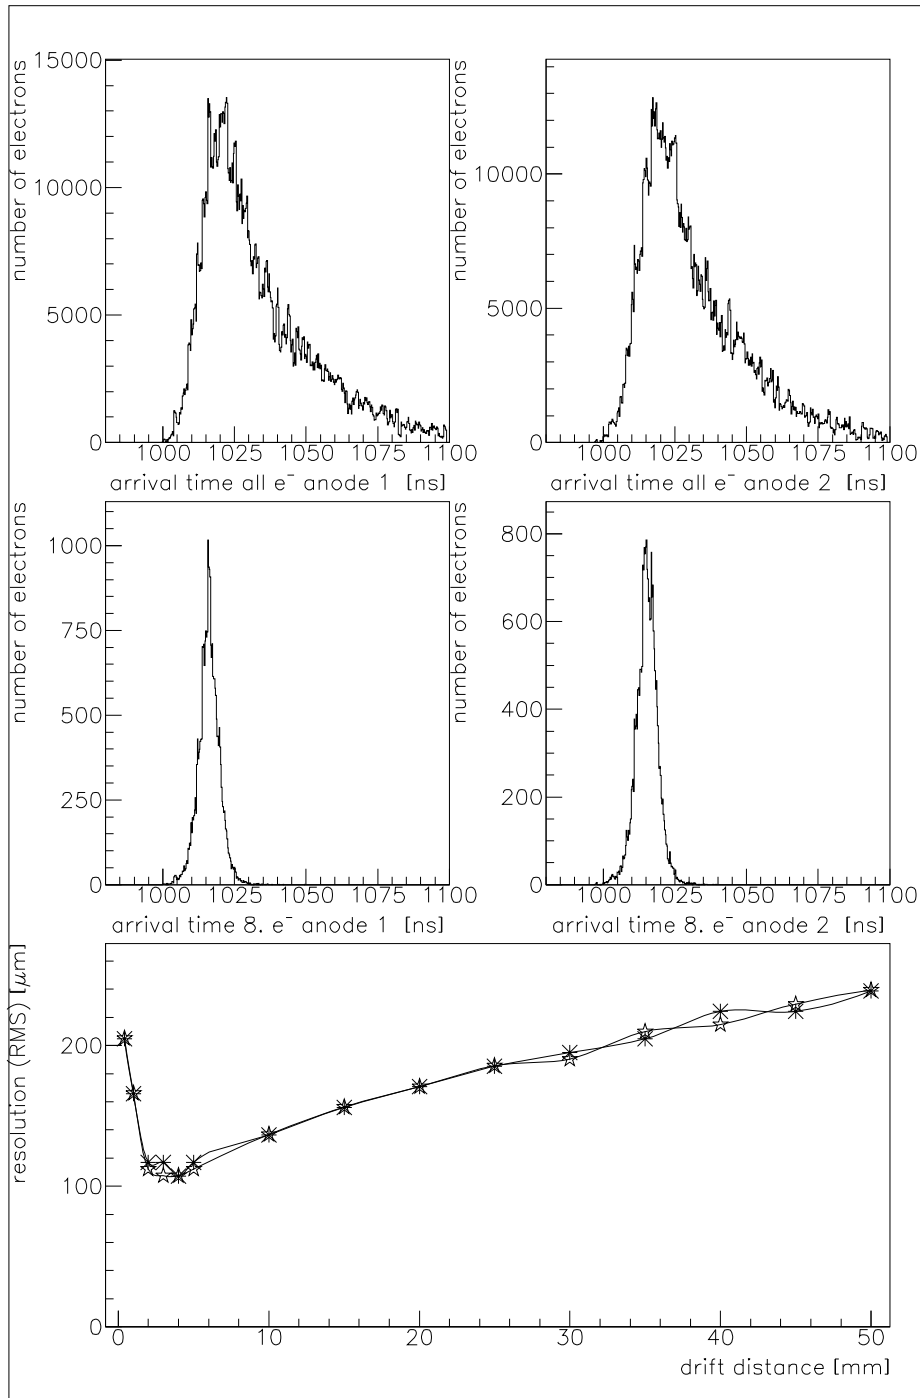 number of electrons
15000
10000
5000
0
1000 1025 1050 1075 1100
arrival time all e⁻ anode 1 [ns]
number of electrons
10000
5000
0
1000 1025 1050 1075 1100
arrival time all e⁻ anode 2 [ns]
number of electrons
1000
750
500
250
0
1000 1025 1050 1075 1100
arrival time 8. e⁻ anode 1 [ns]
number of electrons
800
600
400
200
0
1000 1025 1050 1075 1100
arrival time 8. e⁻ anode 2 [ns]
resolution (RMS) [μm]
200
100
0
0 10 20 30 40 50
drift distance [mm]